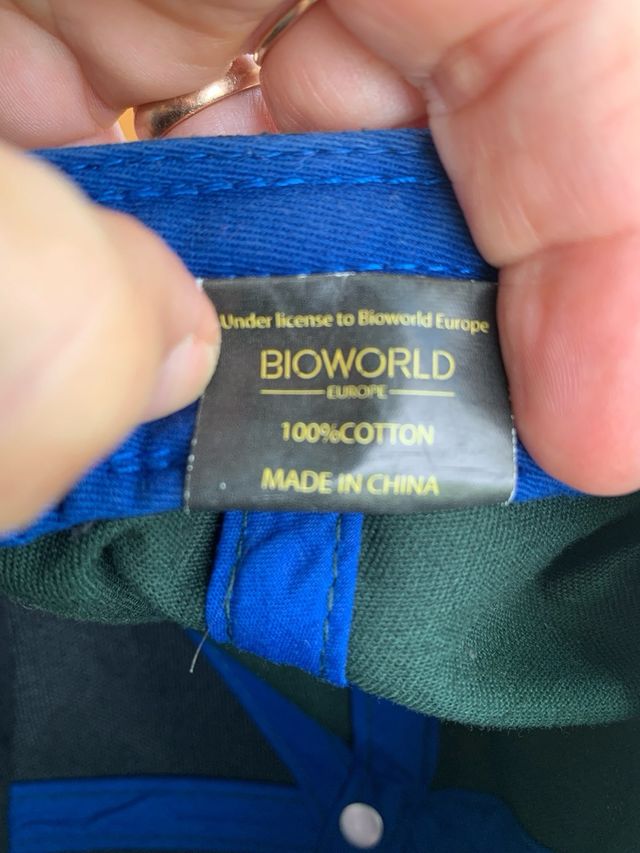 Under license to Bioworld Europe
BIOWORLD
EUROPE
100%COTTON
MADE IN CHINA